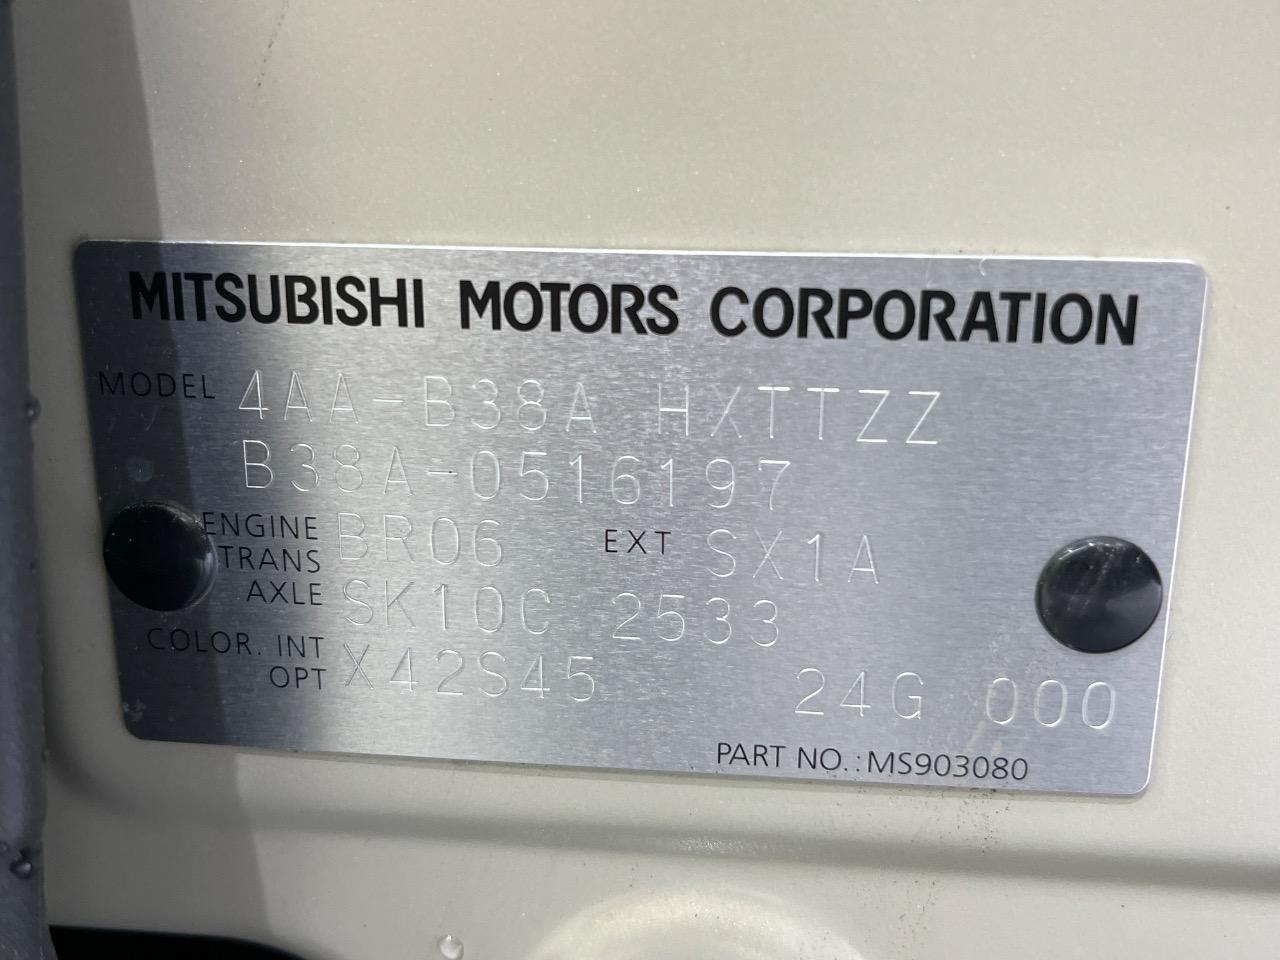 MITSUBISHI MOTORS CORPORATION
MODEL 4AA-B38A HXTTZZ
B38A-0516197
ENGINE BR06 EXT SX1A
TRANS
AXLE SK10C 2533
COLOR. INT X42S45 24G 000
OPT
PART NO.:MS903080